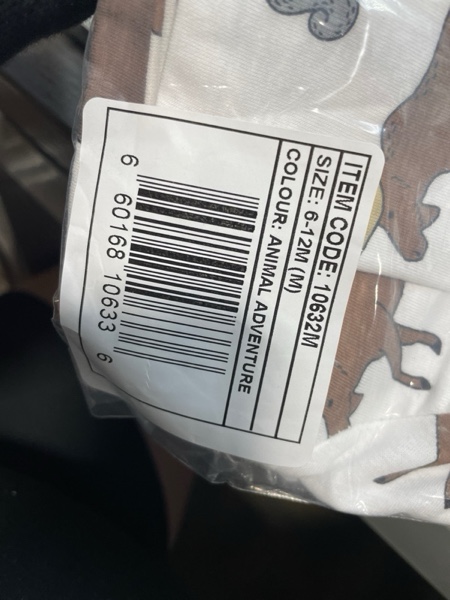 ITEM CODE: 10632M
SIZE: 6-12M (M)
COLOUR: ANIMAL ADVENTURE
6 60168 10633 6